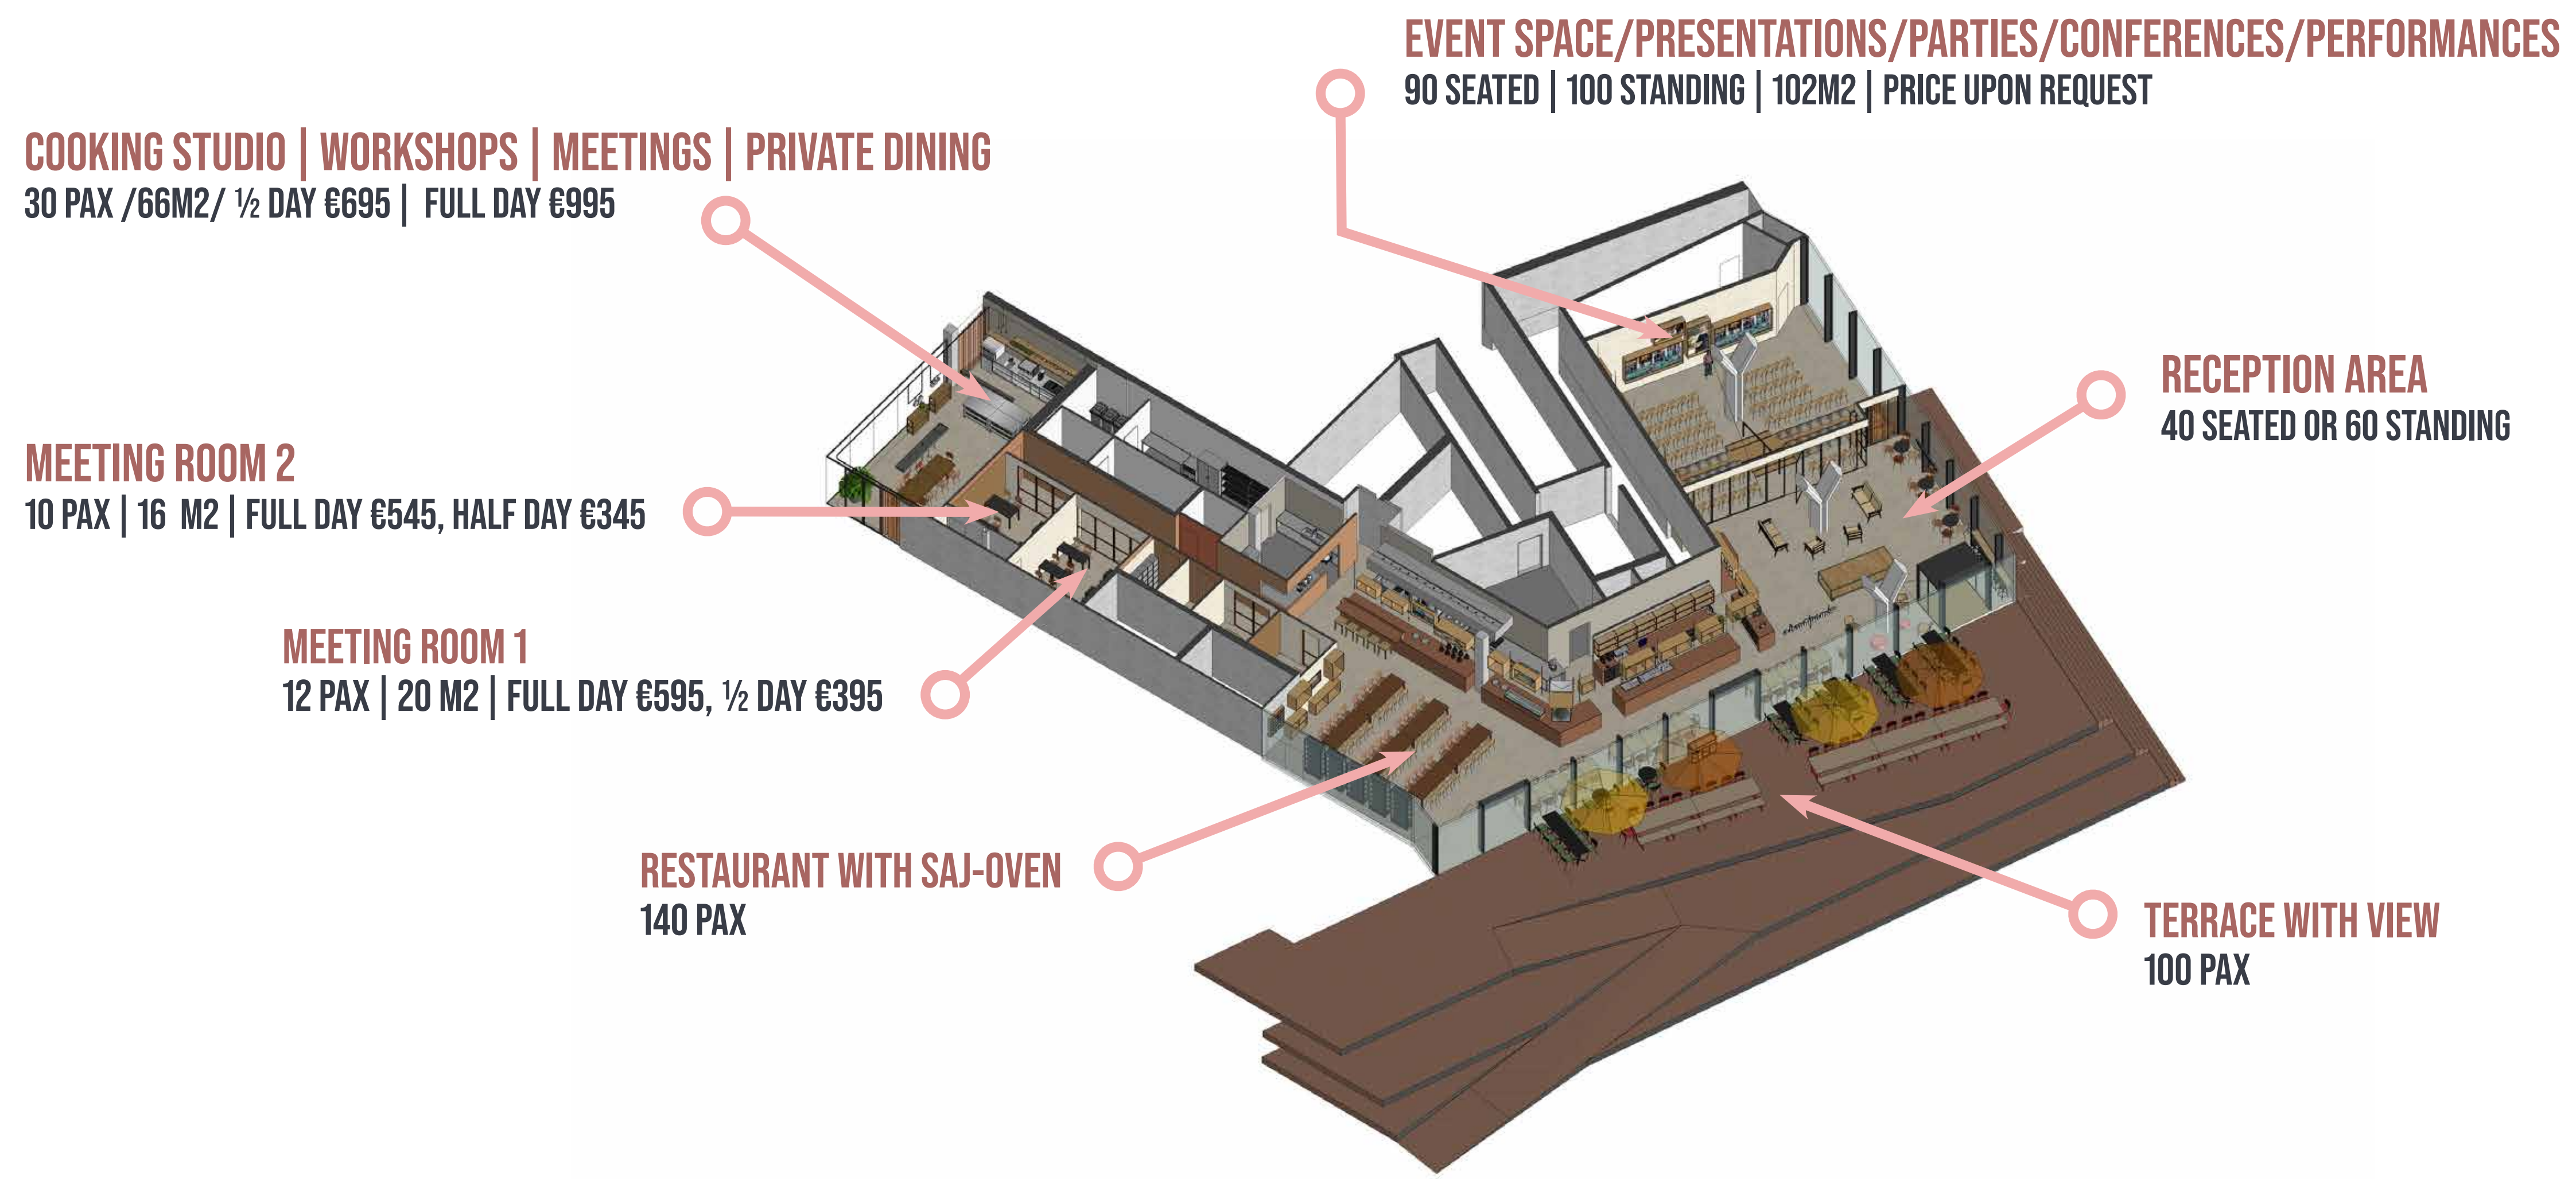 EVENT SPACE/PRESENTATIONS/PARTIES/CONFERENCES/PERFORMANCES
90 SEATED | 100 STANDING | 102M2 | PRICE UPON REQUEST
COOKING STUDIO | WORKSHOPS | MEETINGS | PRIVATE DINING
30 PAX /66M2/ ½ DAY €695 | FULL DAY €995
RECEPTION AREA
40 SEATED OR 60 STANDING
MEETING ROOM 2
10 PAX | 16 M2 | FULL DAY €545, HALF DAY €345
MEETING ROOM 1
12 PAX | 20 M2 | FULL DAY €595, ½ DAY €395
RESTAURANT WITH SAJ-OVEN
140 PAX
TERRACE WITH VIEW
100 PAX